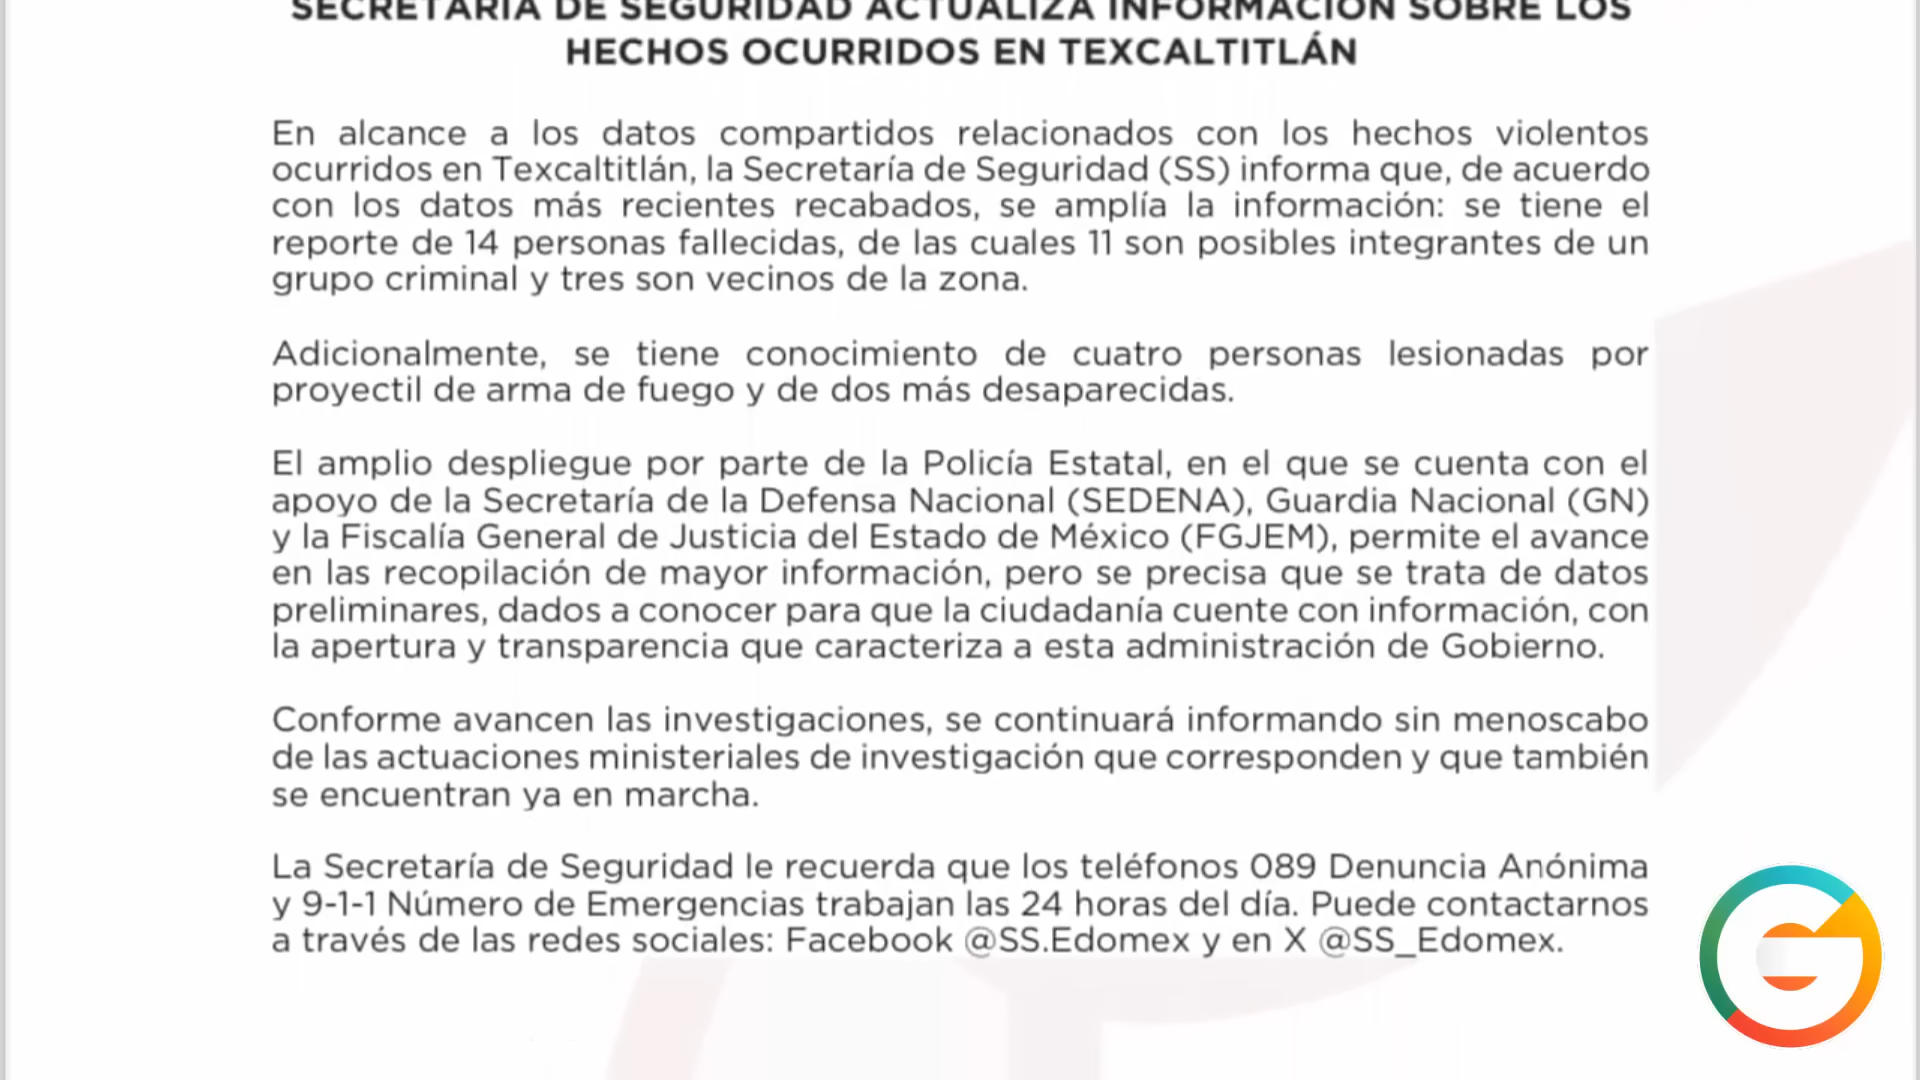 SECRETARÍA DE SEGURIDAD ACTUALIZA INFORMACIÓN SOBRE LOS
HECHOS OCURRIDOS EN TEXCALTITLÁN
En alcance a los datos compartidos relacionados con los hechos violentos
ocurridos en Texcaltitlán, la Secretaría de Seguridad (SS) informa que, de acuerdo
con los datos más recientes recabados, se amplía la información: se tiene el
reporte de 14 personas fallecidas, de las cuales 11 son posibles integrantes de un
grupo criminal y tres son vecinos de la zona.
Adicionalmente, se tiene conocimiento de cuatro personas lesionadas por
proyectil de arma de fuego y de dos más desaparecidas.
El amplio despliegue por parte de la Policía Estatal, en el que se cuenta con el
apoyo de la Secretaría de la Defensa Nacional (SEDENA), Guardia Nacional (GN)
y la Fiscalía General de Justicia del Estado de México (FGJEM), permite el avance
en las recopilación de mayor información, pero se precisa que se trata de datos
preliminares, dados a conocer para que la ciudadanía cuente con información, con
la apertura y transparencia que caracteriza a esta administración de Gobierno.
Conforme avancen las investigaciones, se continuará informando sin menoscabo
de las actuaciones ministeriales de investigación que corresponden y que también
se encuentran ya en marcha.
La Secretaría de Seguridad le recuerda que los teléfonos 089 Denuncia Anónima
y 9-1-1 Número de Emergencias trabajan las 24 horas del día. Puede contactarnos
a través de las redes sociales: Facebook @SS.Edomex y en X @SS_Edomex.
G